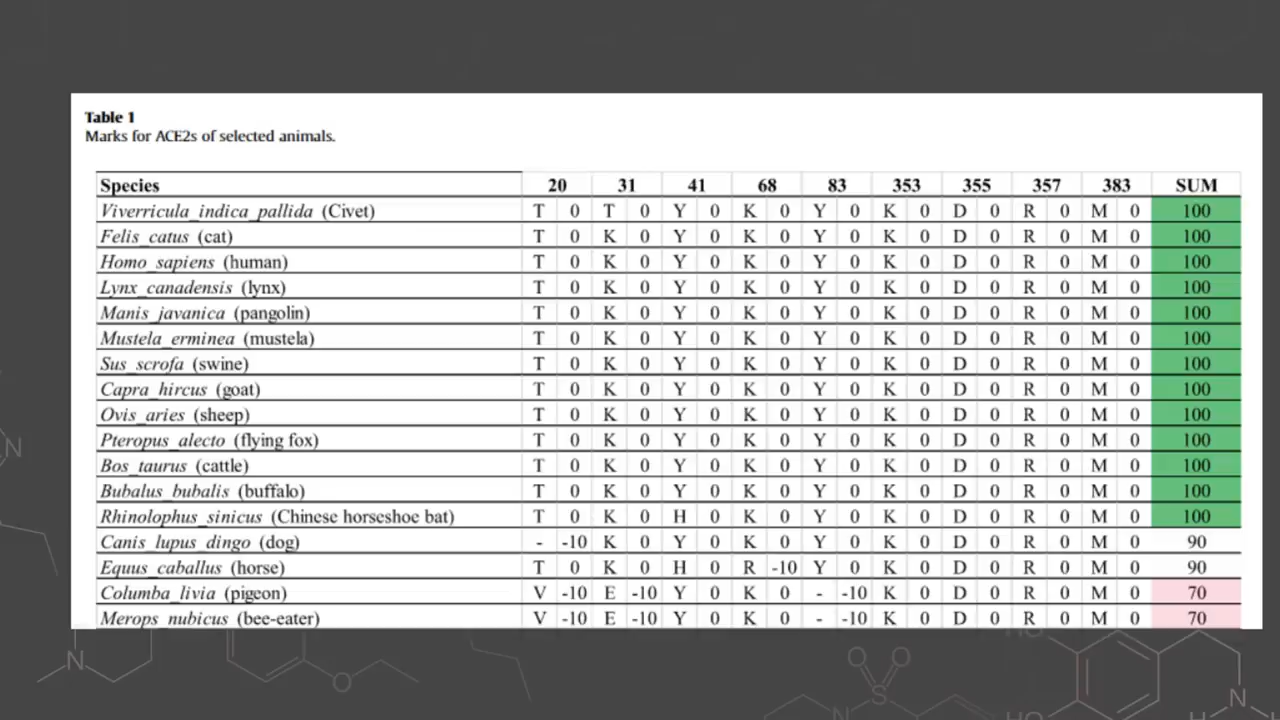 Table 1
Marks for ACE2s of selected animals.
Species 20 31 41 68 83 353 355 357 383 SUM
Viverricula_indica_pallida (Civet) T 0 T 0 Y 0 K 0 Y 0 K 0 D 0 R 0 M 0 100
Felis_catus (cat) T 0 K 0 Y 0 K 0 Y 0 K 0 D 0 R 0 M 0 100
Homo_sapiens (human) T 0 K 0 Y 0 K 0 Y 0 K 0 D 0 R 0 M 0 100
Lynx_canadensis (lynx) T 0 K 0 Y 0 K 0 Y 0 K 0 D 0 R 0 M 0 100
Manis_javanica (pangolin) T 0 K 0 Y 0 K 0 Y 0 K 0 D 0 R 0 M 0 100
Mustela_erminea (mustela) T 0 K 0 Y 0 K 0 Y 0 K 0 D 0 R 0 M 0 100
Sus_scrofa (swine) T 0 K 0 Y 0 K 0 Y 0 K 0 D 0 R 0 M 0 100
Capra_hircus (goat) T 0 K 0 Y 0 K 0 Y 0 K 0 D 0 R 0 M 0 100
Ovis_aries (sheep) T 0 K 0 Y 0 K 0 Y 0 K 0 D 0 R 0 M 0 100
Pteropus_alecto (flying fox) T 0 K 0 Y 0 K 0 Y 0 K 0 D 0 R 0 M 0 100
Bos_taurus (cattle) T 0 K 0 Y 0 K 0 Y 0 K 0 D 0 R 0 M 0 100
Bubalus_bubalis (buffalo) T 0 K 0 Y 0 K 0 Y 0 K 0 D 0 R 0 M 0 100
Rhinolophus_sinicus (Chinese horseshoe bat) T 0 K 0 H 0 K 0 Y 0 K 0 D 0 R 0 M 0 100
Canis_lupus_dingo (dog) - -10 K 0 Y 0 K 0 Y 0 K 0 D 0 R 0 M 0 90
Equus_caballus (horse) T 0 K 0 H 0 R -10 Y 0 K 0 D 0 R 0 M 0 90
Columba_livia (pigeon) V -10 E -10 Y 0 K 0 - -10 K 0 D 0 R 0 M 0 70
Merops_nubicus (bee-eater) V -10 E -10 Y 0 K 0 - -10 K 0 D 0 R 0 M 0 70
N
N
O
O O
S
N
HO
N